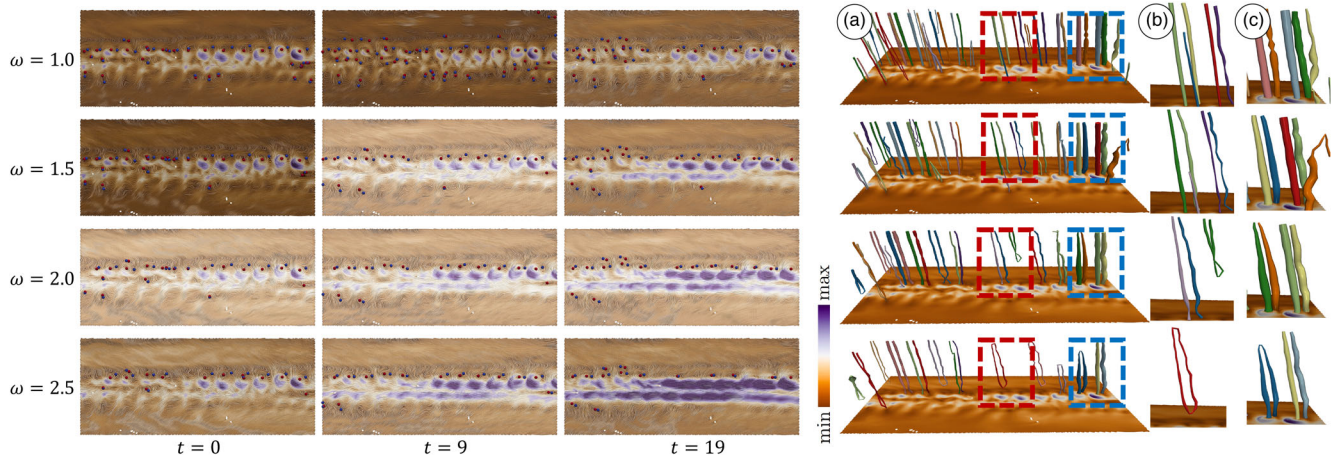 ω = 1.0
ω = 1.5
ω = 2.0
ω = 2.5
t = 0
t = 9
t = 19
max
min
(a)
(b)
(c)